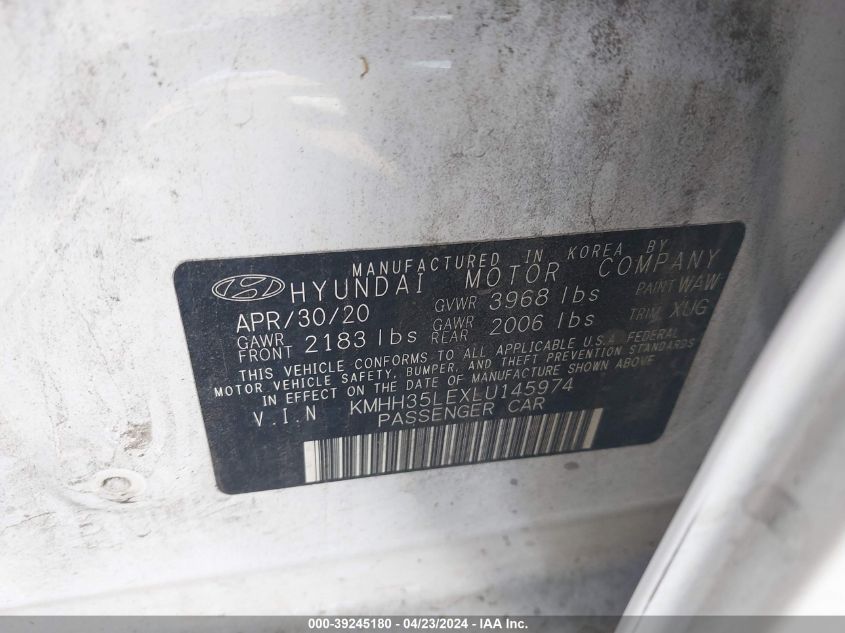 MANUFACTURED IN KOREA BY
HYUNDAI MOTOR COMPANY
APR/30/20 GVWR 3968 lbs PAINT WAW
GAWR FRONT 2183 lbs GAWR REAR 2006 lbs TRIM XUG
THIS VEHICLE CONFORMS TO ALL APPLICABLE U.S.A. FEDERAL
MOTOR VEHICLE SAFETY, BUMPER, AND THEFT PREVENTION STANDARDS
IN EFFECT ON THE DATE OF MANUFACTURE SHOWN ABOVE.
V.I.N KMHH35LEXLU145974
PASSENGER CAR
000-39245180 - 04/23/2024 - IAA Inc.